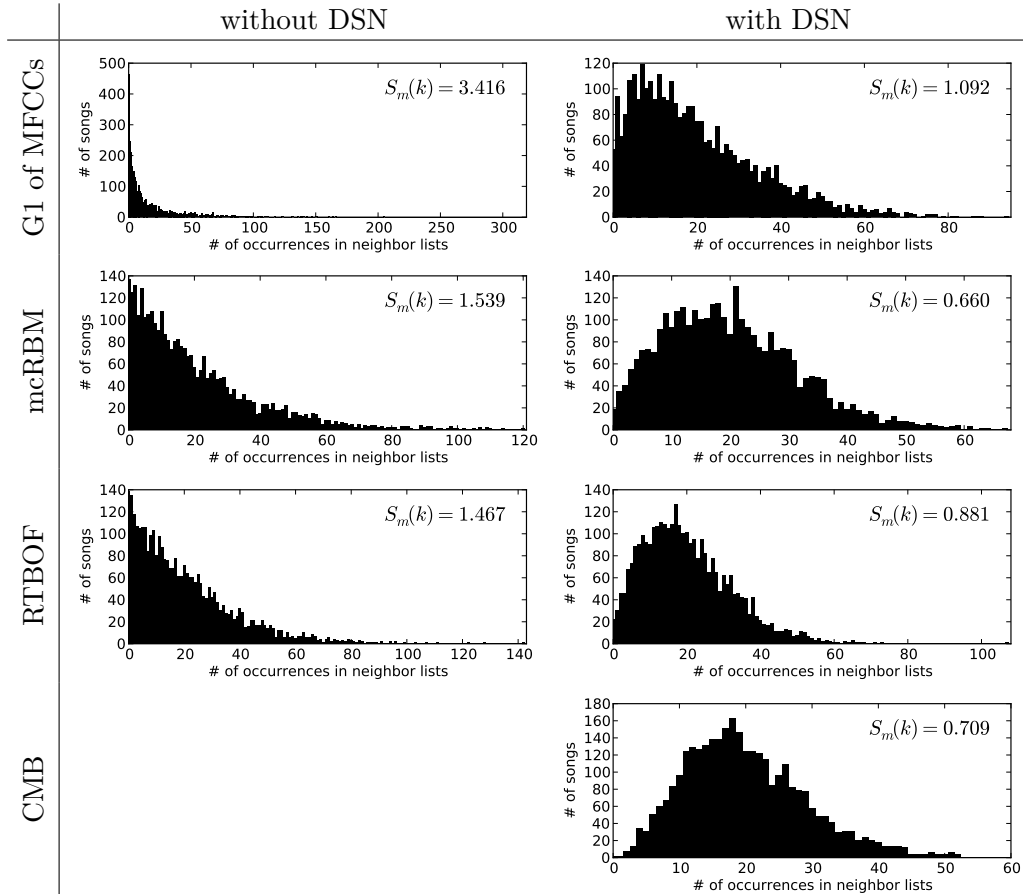 without DSN
with DSN
G1 of MFCCs
# of songs
500
400
300
200
100
0
S_m(k) = 3.416
0 50 100 150 200 250 300
# of occurrences in neighbor lists
# of songs
120
100
80
60
40
20
0
S_m(k) = 1.092
0 20 40 60 80
# of occurrences in neighbor lists
mcRBM
# of songs
140
120
100
80
60
40
20
0
S_m(k) = 1.539
0 20 40 60 80 100 120
# of occurrences in neighbor lists
# of songs
140
120
100
80
60
40
20
0
S_m(k) = 0.660
0 10 20 30 40 50 60
# of occurrences in neighbor lists
RTBOF
# of songs
140
120
100
80
60
40
20
0
S_m(k) = 1.467
0 20 40 60 80 100 120 140
# of occurrences in neighbor lists
# of songs
140
120
100
80
60
40
20
0
S_m(k) = 0.881
0 20 40 60 80 100
# of occurrences in neighbor lists
CMB
# of songs
180
160
140
120
100
80
60
40
20
0
S_m(k) = 0.709
0 10 20 30 40 50 60
# of occurrences in neighbor lists